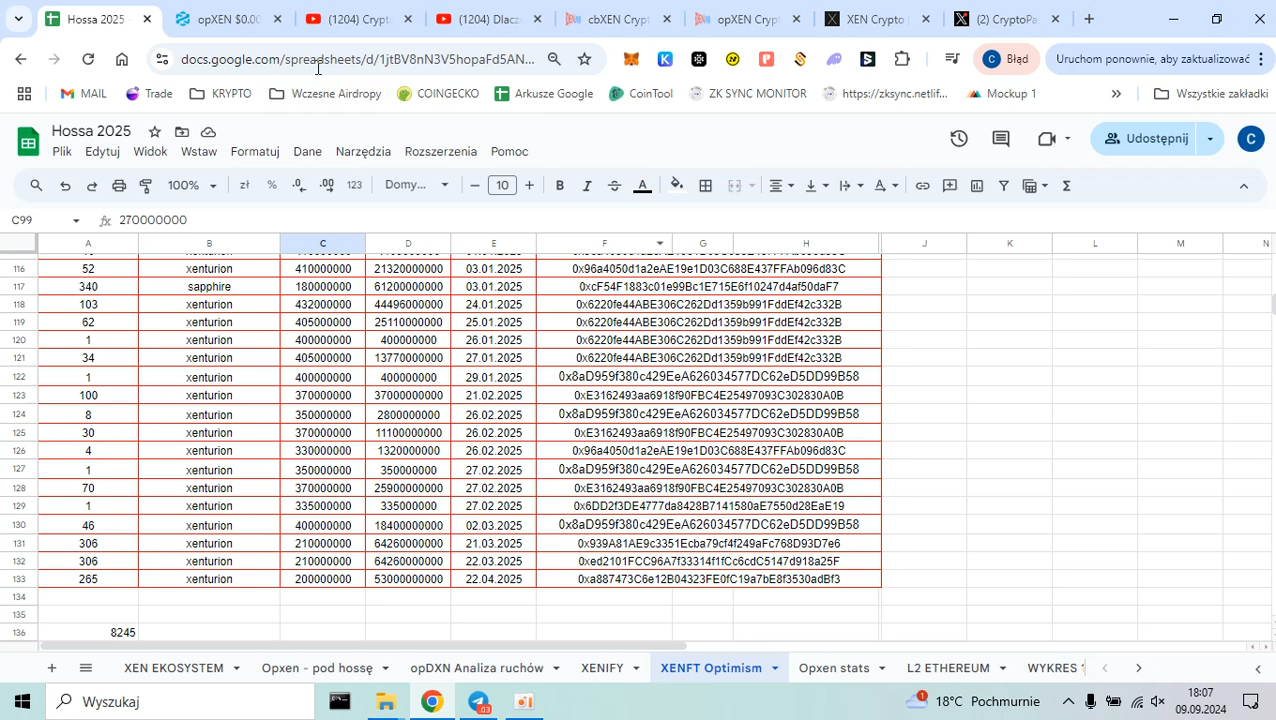 Hossa 2025
opXEN $0.00
(1204) Crypt
(1204) Dlacz
cbXEN Crypt
opXEN Crypt
XEN Crypto
(2) CryptoPa
docs.google.com/spreadsheets/d/1jtBV8nN3V5hopaFd5AN...
Błąd
Uruchom ponownie, aby zaktualizować
MAIL
Trade
KRYPTO
Wczesne Airdropy
COINGECKO
Arkusze Google
CoinTool
ZK SYNC MONITOR
https://zksync.netlif...
Mockup 1
Wszystkie zakładki
Hossa 2025
Plik Edytuj Widok Wstaw Formatuj Dane Narzędzia Rozszerzenia Pomoc
Udostępnij
100% zł % .0 .00 123 Domy... 10 B I
C99 270000000
A B C D E F G H J K L M N
116 52 xenturion 410000000 21320000000 03.01.2025 0x96a4050d1a2eAE19e1D03C688E437FFAb096d83C
117 340 sapphire 180000000 61200000000 03.01.2025 0xcF54F1883c01e99Bc1E715E6f10247d4af50daF7
118 103 xenturion 432000000 44496000000 24.01.2025 0x6220fe44ABE306C262Dd1359b991FddEf42c332B
119 62 xenturion 405000000 25110000000 25.01.2025 0x6220fe44ABE306C262Dd1359b991FddEf42c332B
120 1 xenturion 400000000 400000000 26.01.2025 0x6220fe44ABE306C262Dd1359b991FddEf42c332B
121 34 xenturion 405000000 13770000000 27.01.2025 0x6220fe44ABE306C262Dd1359b991FddEf42c332B
122 1 xenturion 400000000 400000000 29.01.2025 0x8aD959f380c429EeA626034577DC62eD5DD99B58
123 100 xenturion 370000000 37000000000 21.02.2025 0xE3162493aa6918f90FBC4E25497093C302830A0B
124 8 xenturion 350000000 2800000000 26.02.2025 0x8aD959f380c429EeA626034577DC62eD5DD99B58
125 30 xenturion 370000000 11100000000 26.02.2025 0xE3162493aa6918f90FBC4E25497093C302830A0B
126 4 xenturion 330000000 1320000000 26.02.2025 0x96a4050d1a2eAE19e1D03C688E437FFAb096d83C
127 1 xenturion 350000000 350000000 27.02.2025 0x8aD959f380c429EeA626034577DC62eD5DD99B58
128 70 xenturion 370000000 25900000000 27.02.2025 0xE3162493aa6918f90FBC4E25497093C302830A0B
129 1 xenturion 335000000 335000000 27.02.2025 0x6DD2f3DE4777da8428B7141580aE7550d28EaE19
130 46 xenturion 400000000 18400000000 02.03.2025 0x8aD959f380c429EeA626034577DC62eD5DD99B58
131 306 xenturion 210000000 64260000000 21.03.2025 0x939A81AE9c3351Ecba79cf4f249aFc768D93D7e6
132 306 xenturion 210000000 64260000000 22.03.2025 0xed2101FCC96A7f33314f1fCc6cdC5147d918a25F
133 265 xenturion 200000000 53000000000 22.04.2025 0xa887473C6e12B04323FE0fC19a7bE8f3530adBf3
134
135
136 8245
XEN EKOSYSTEM Opxen - pod hossę opDXN Analiza ruchów XENIFY XENFT Optimism Opxen stats L2 ETHEREUM WYKRES
Wyszukaj
18°C Pochmurnie
18:07
09.09.2024